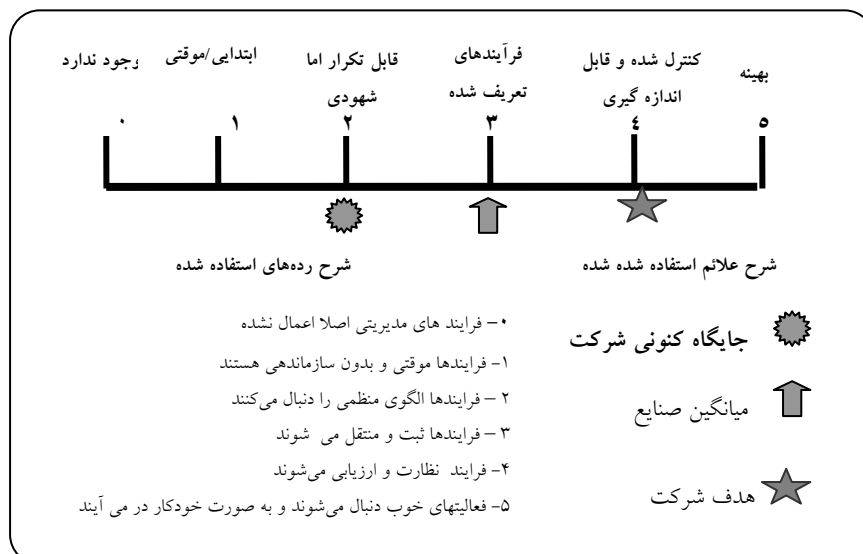 وجود ندارد
ابتدایی/موقتی
قابل تکرار اما
شهودی
فرآیندهای
تعریف شده
کنترل شده و قابل
اندازه گیری
بهینه
۰
۱
۲
۳
۴
۵
شرح علائم استفاده شده شده
جایگاه کنونی شرکت
میانگین صنایع
هدف شرکت
شرح رده‌های استفاده شده
۰– فرایند های مدیریتی اصلا اعمال نشده
۱- فرایندها موقتی و بدون سازماندهی هستند
۲ – فرایندها الگوی منظمی را دنبال می‌کنند
۳ – فرایندها ثبت و منتقل می شوند
۴- فرایند نظارت و ارزیابی می‌شوند
۵- فعالیتهای خوب دنبال می‌شوند و به صورت خودکار در می آیند